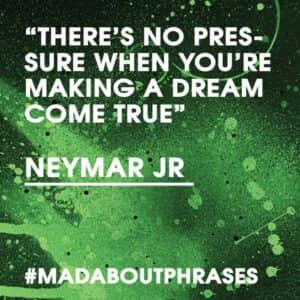 “THERE’S NO PRES-
SURE WHEN YOU’RE
MAKING A DREAM
COME TRUE”
NEYMAR JR
#MADABOUTPHRASES